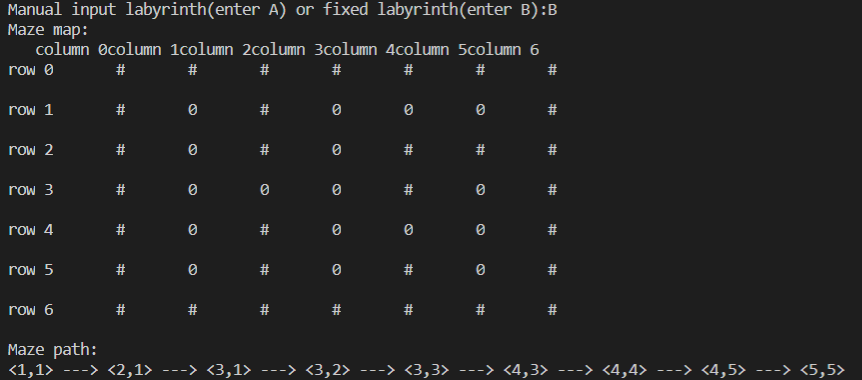 Manual input labyrinth(enter A) or fixed labyrinth(enter B):B
Maze map:
column 0column 1column 2column 3column 4column 5column 6
row 0 # # # # # # #
row 1 # 0 # 0 0 0 #
row 2 # 0 # 0 # # #
row 3 # 0 0 0 # 0 #
row 4 # 0 # 0 0 0 #
row 5 # 0 # 0 # 0 #
row 6 # # # # # # #
Maze path:
<1,1> ---> <2,1> ---> <3,1> ---> <3,2> ---> <3,3> ---> <4,3> ---> <4,4> ---> <4,5> ---> <5,5>